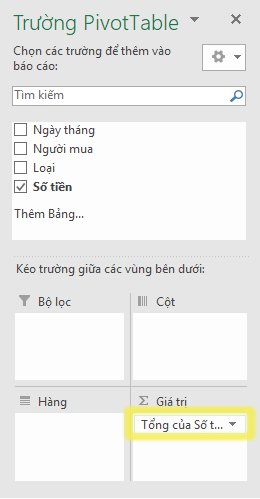 Trường PivotTable
Chọn các trường để thêm vào
báo cáo:
Tìm kiếm
Ngày tháng
Người mua
Loại
Số tiền
Thêm Bảng...
Kéo trường giữa các vùng bên dưới:
Bộ lọc
Cột
Hàng
Giá trị
Tổng của Số t...